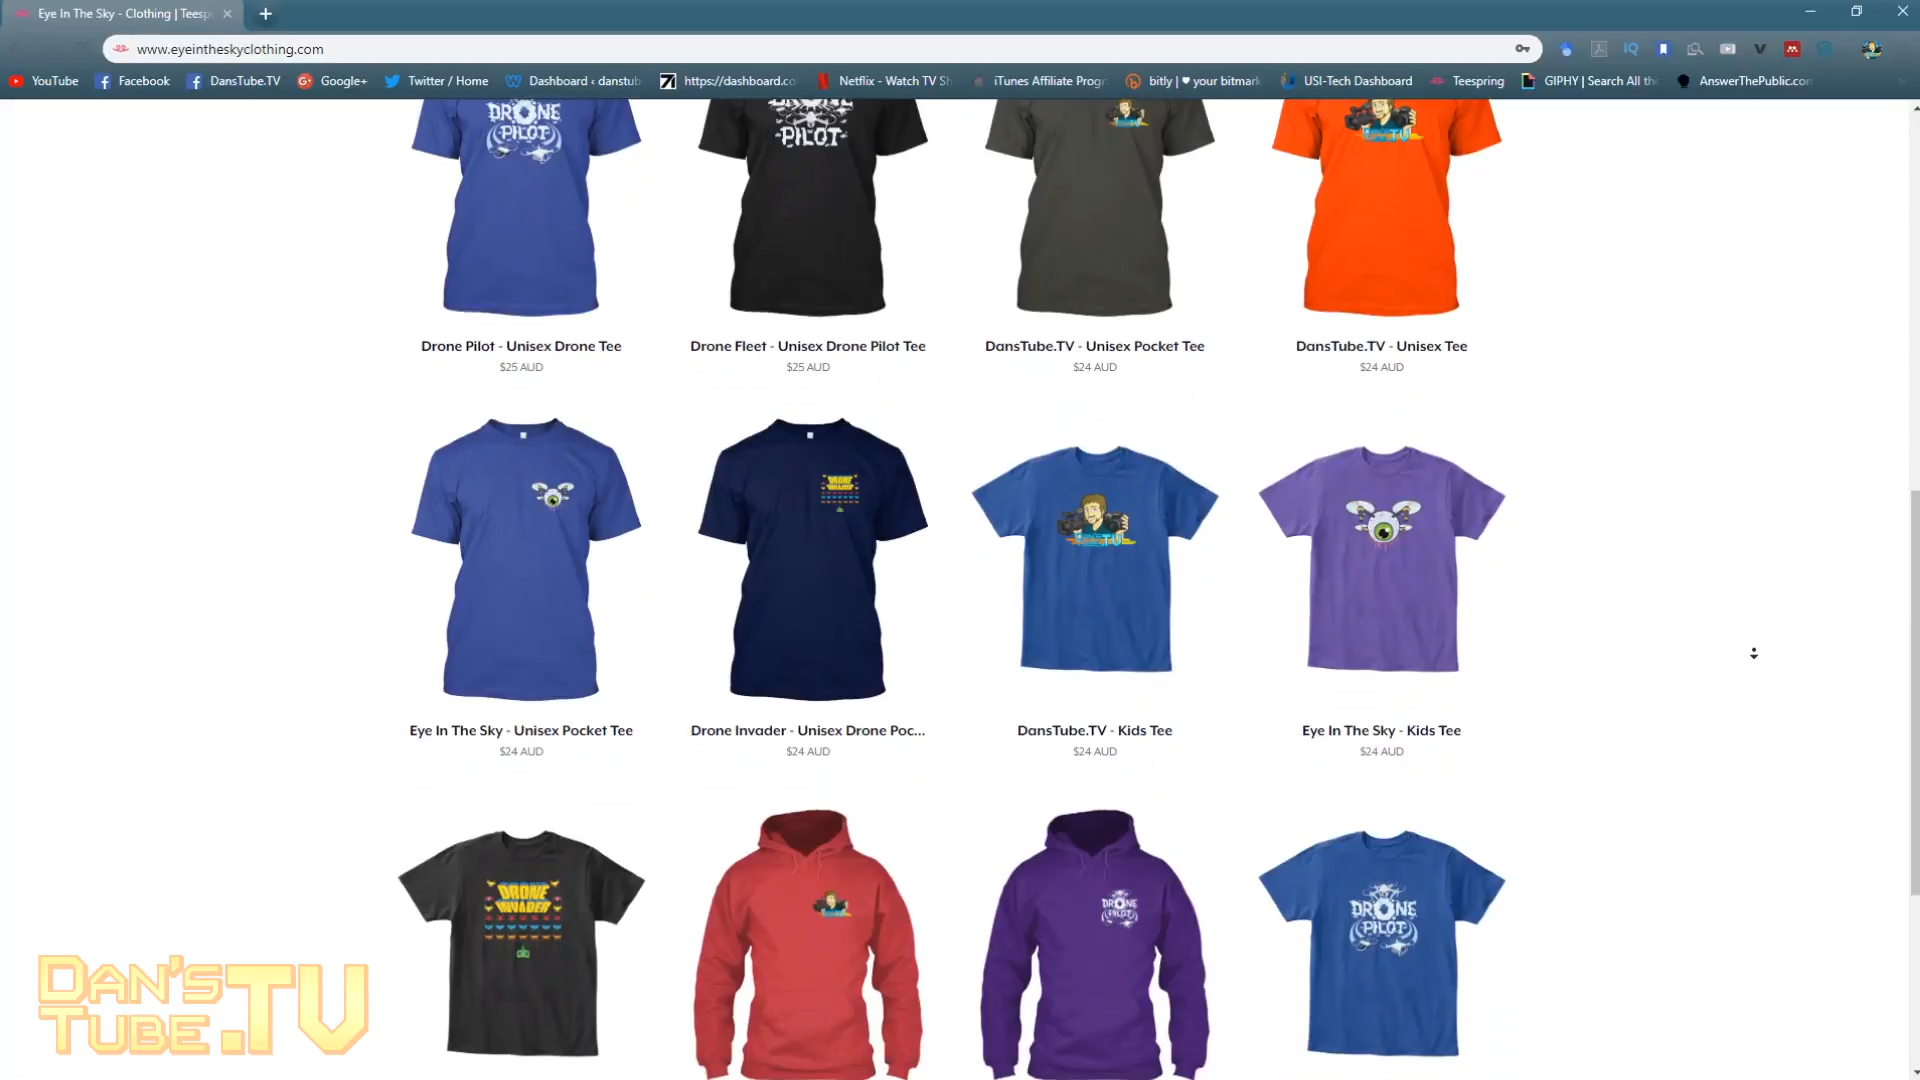 Eye In The Sky - Clothing | Teesp
www.eyeintheskyclothing.com
YouTube
Facebook
DansTube.TV
Google+
Twitter / Home
Dashboard ‹ danstub
https://dashboard.co
Netflix - Watch TV Sh
iTunes Affiliate Progr
bitly | ♥ your bitmark
USI-Tech Dashboard
Teespring
GIPHY | Search All the
AnswerThePublic.com
DRONE
PILOT
DRONE
PILOT
Drone Pilot - Unisex Drone Tee
$25 AUD
Drone Fleet - Unisex Drone Pilot Tee
$25 AUD
DansTube.TV - Unisex Pocket Tee
$24 AUD
DansTube.TV - Unisex Tee
$24 AUD
DRONE
INVADER
Eye In The Sky - Unisex Pocket Tee
$24 AUD
Drone Invader - Unisex Drone Poc...
$24 AUD
DansTube.TV - Kids Tee
$24 AUD
Eye In The Sky - Kids Tee
$24 AUD
DRONE
INVADER
DRONE
PILOT
DRONE
PILOT
DAN'S
TUBE.TV